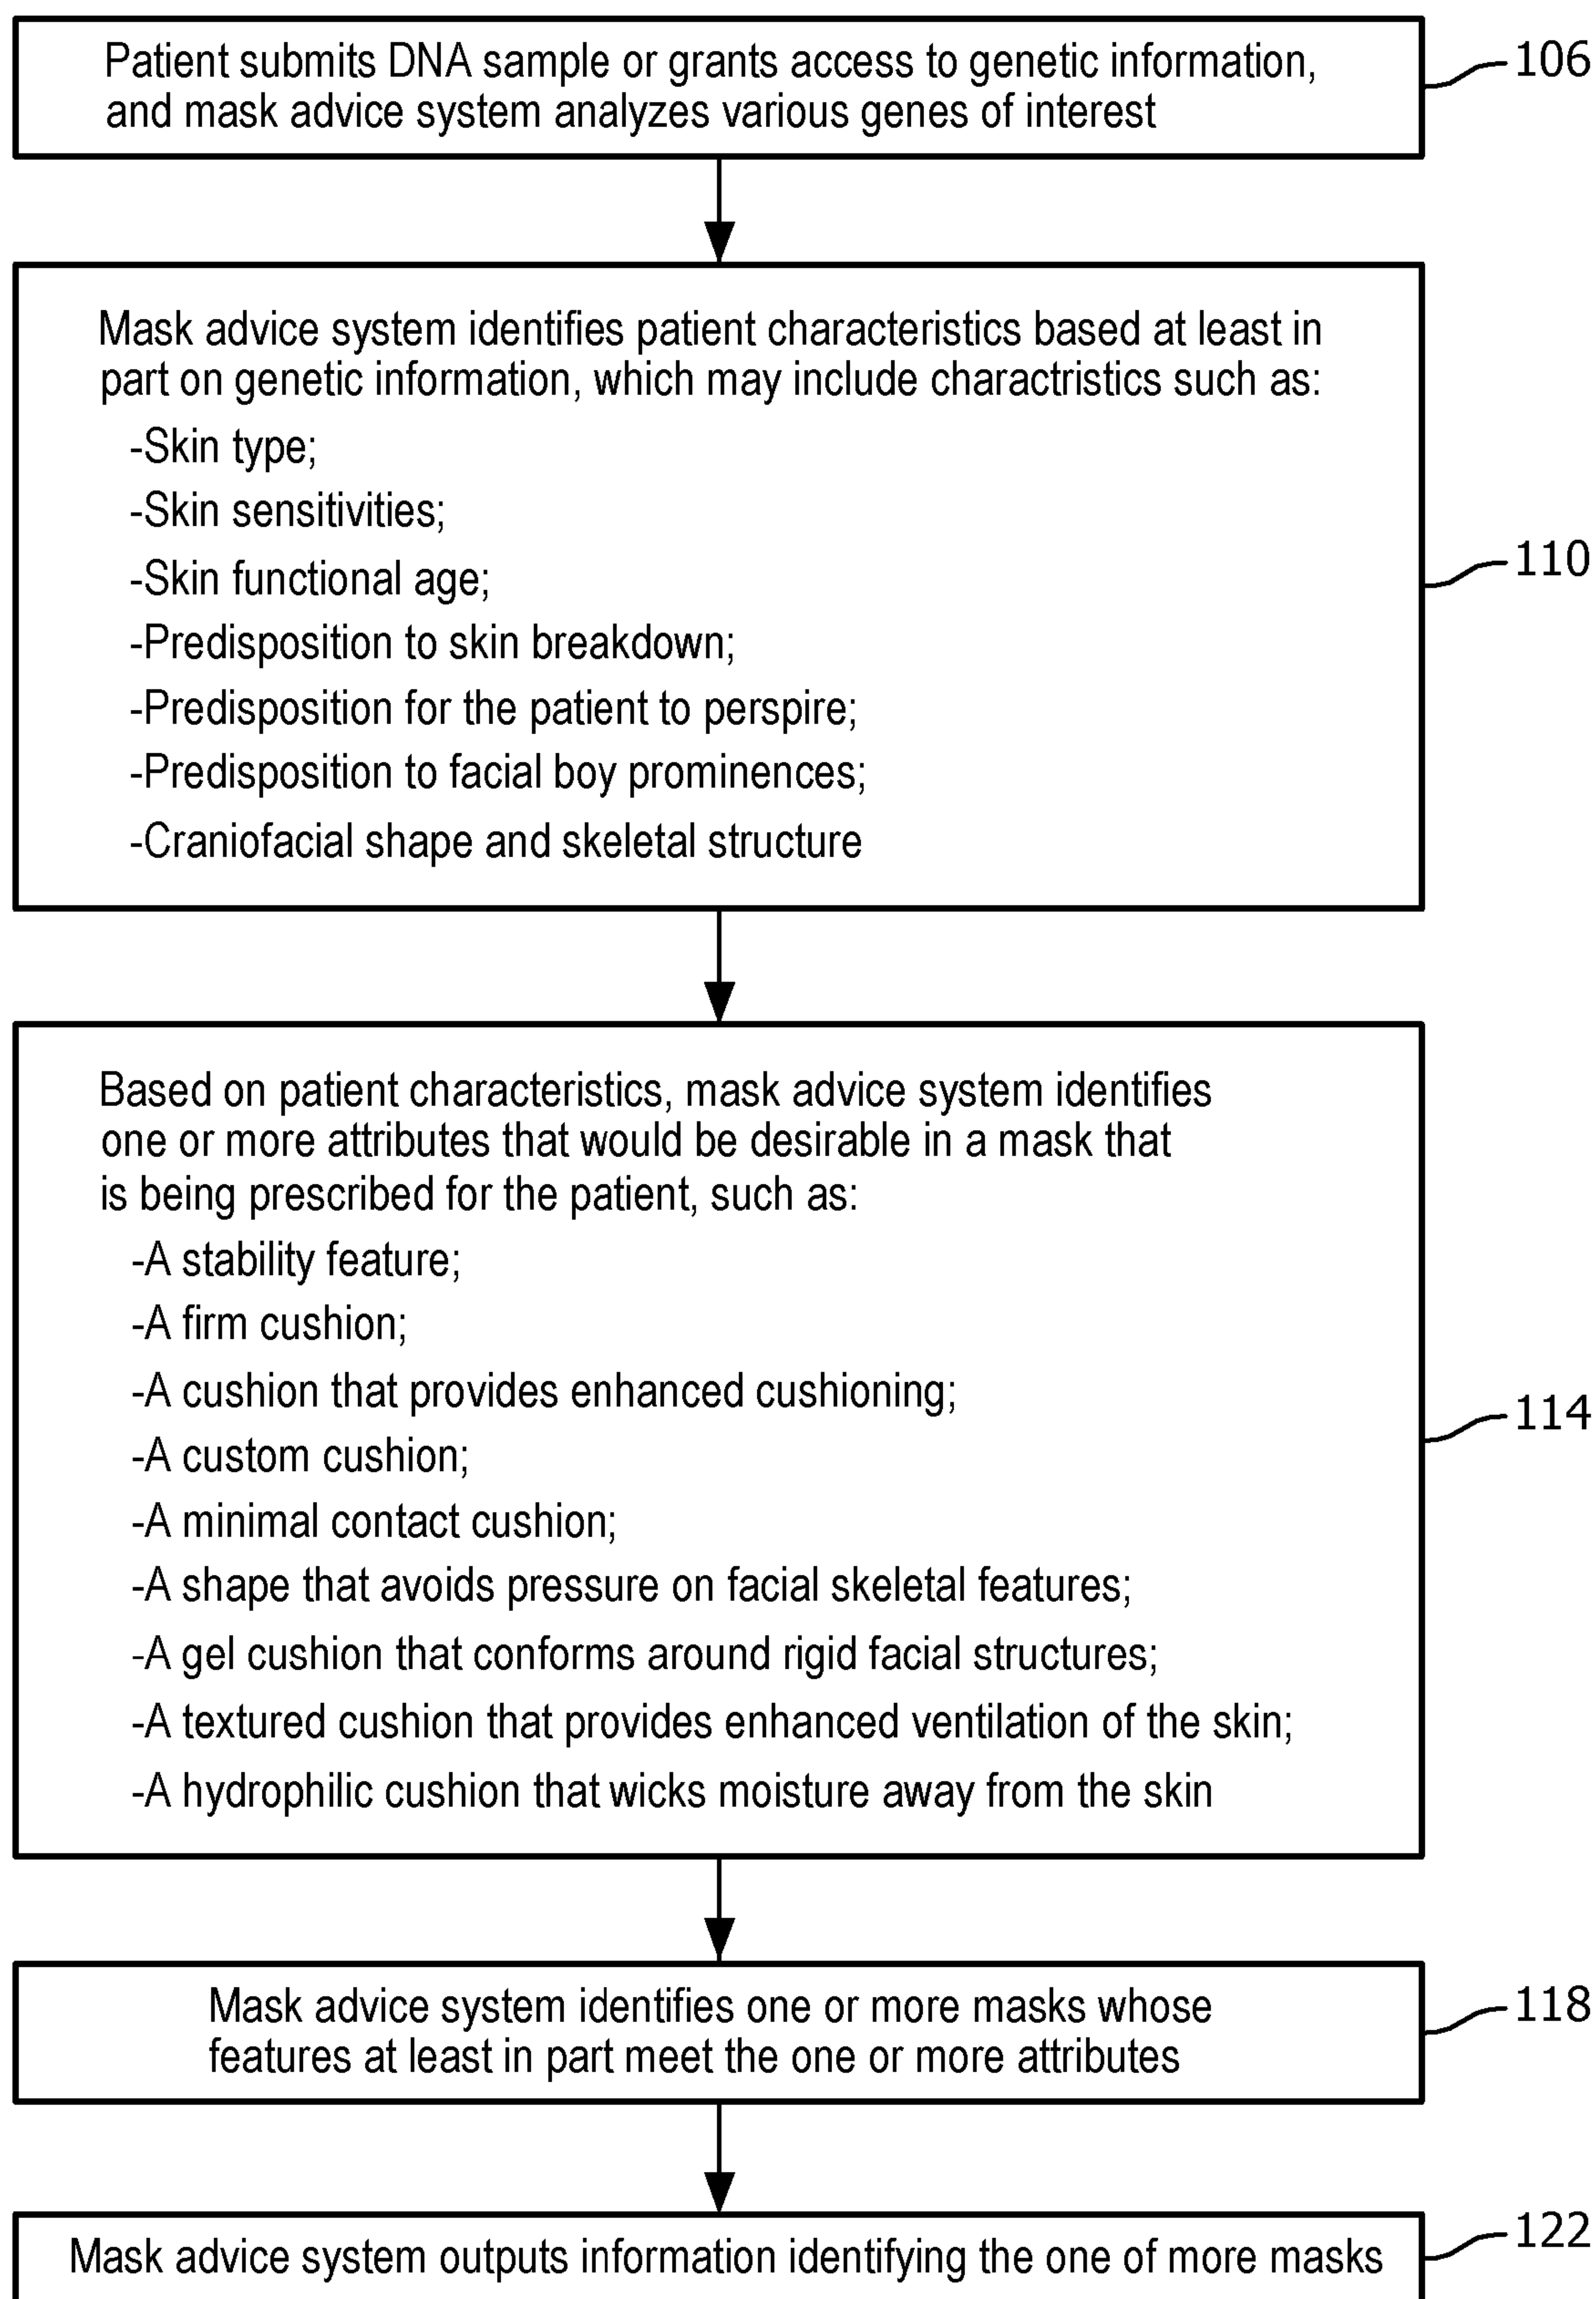 Patient submits DNA sample or grants access to genetic information,
and mask advice system analyzes various genes of interest
106
Mask advice system identifies patient characteristics based at least in
part on genetic information, which may include charactristics such as:
-Skin type;
-Skin sensitivities;
-Skin functional age;
-Predisposition to skin breakdown;
-Predisposition for the patient to perspire;
-Predisposition to facial boy prominences;
-Craniofacial shape and skeletal structure
110
Based on patient characteristics, mask advice system identifies
one or more attributes that would be desirable in a mask that
is being prescribed for the patient, such as:
-A stability feature;
-A firm cushion;
-A cushion that provides enhanced cushioning;
-A custom cushion;
-A minimal contact cushion;
-A shape that avoids pressure on facial skeletal features;
-A gel cushion that conforms around rigid facial structures;
-A textured cushion that provides enhanced ventilation of the skin;
-A hydrophilic cushion that wicks moisture away from the skin
114
Mask advice system identifies one or more masks whose
features at least in part meet the one or more attributes
118
Mask advice system outputs information identifying the one of more masks
122